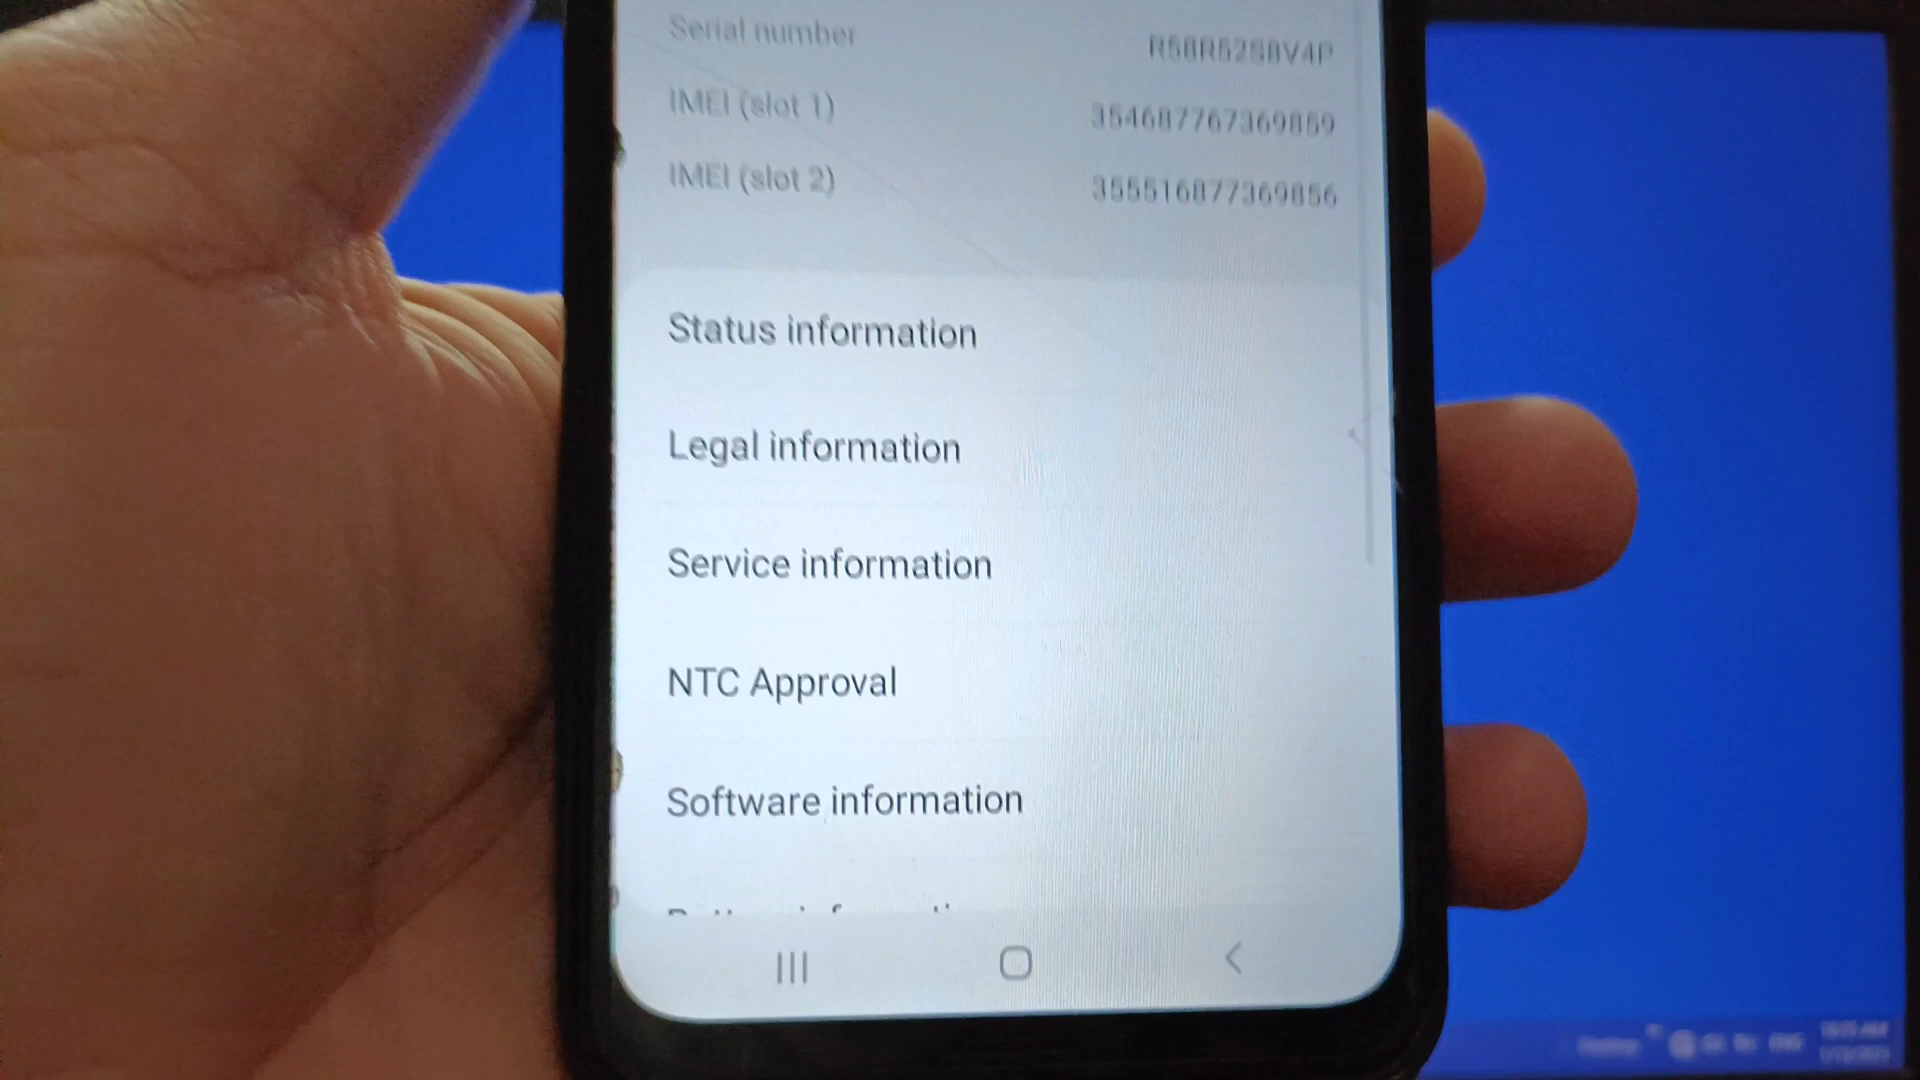 Serial number
R58R5258V4P
IMEI (slot 1)
354687767369859
IMEI (slot 2)
355516877369856
Status information
Legal information
Service information
NTC Approval
Software information